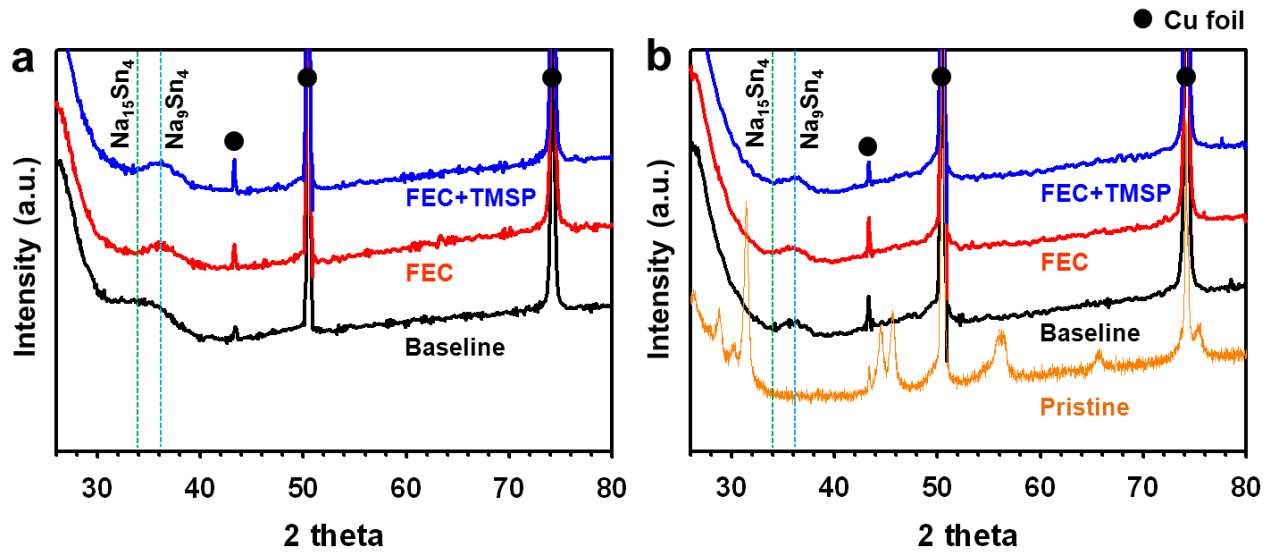 ● Cu foil
a
Na₁₅Sn₄
Na₉Sn₄
FEC+TMSP
FEC
Baseline
Intensity (a.u.)
30 40 50 60 70 80
2 theta
b
Na₁₅Sn₄
Na₉Sn₄
FEC+TMSP
FEC
Baseline
Pristine
Intensity (a.u.)
30 40 50 60 70 80
2 theta